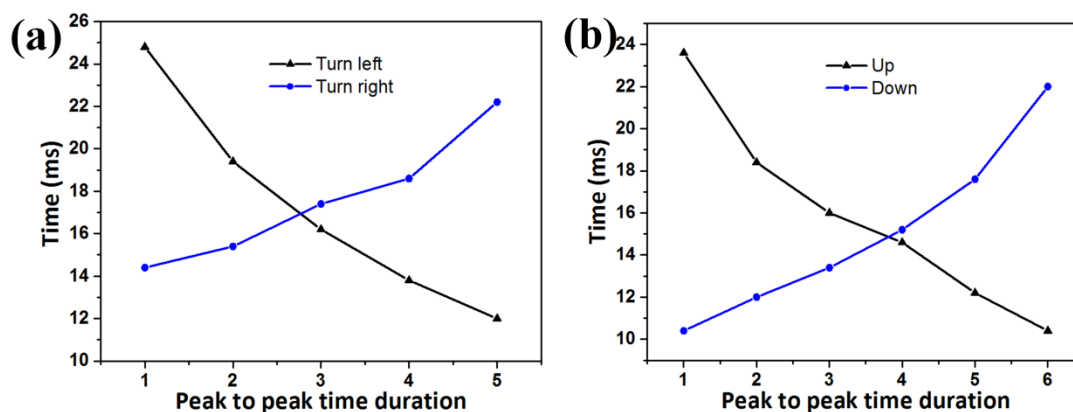 (a)
26
24
22
20
18
16
14
12
10
Time (ms)
Turn left
Turn right
1 2 3 4 5
Peak to peak time duration
(b)
24
22
20
18
16
14
12
10
Time (ms)
Up
Down
1 2 3 4 5 6
Peak to peak time duration